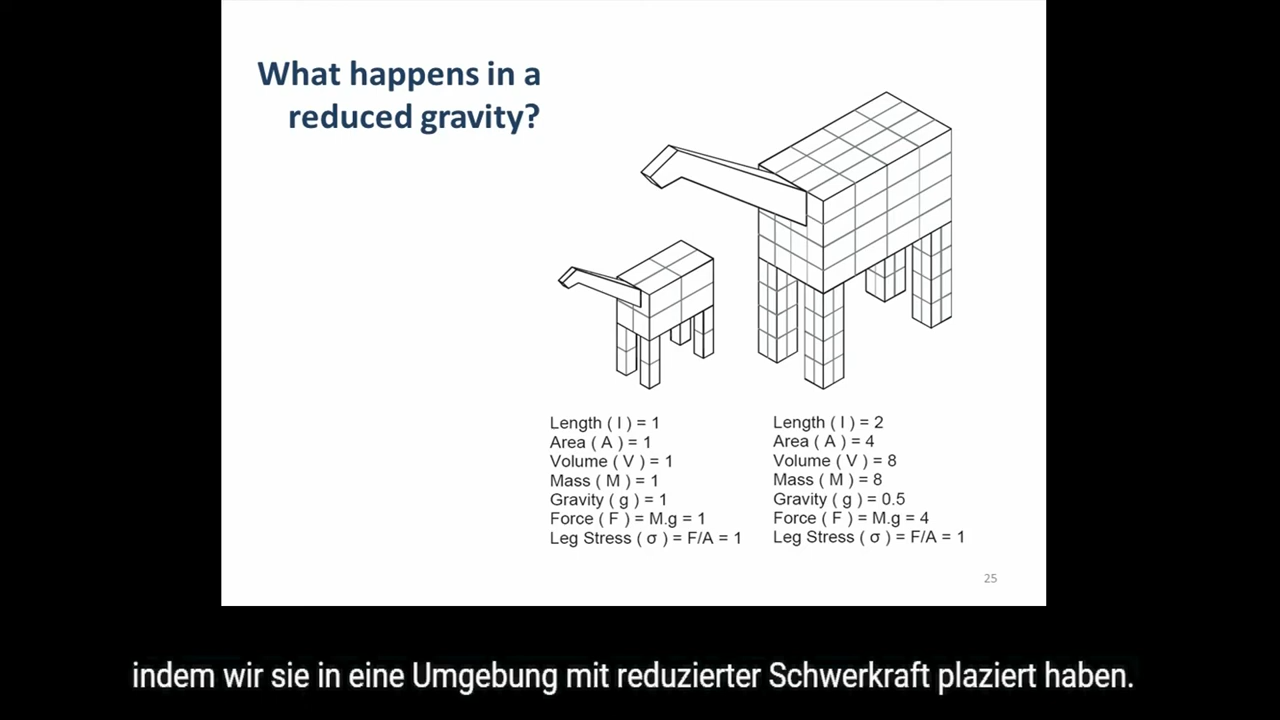 What happens in a
reduced gravity?
Length ( l ) = 1
Area ( A ) = 1
Volume ( V ) = 1
Mass ( M ) = 1
Gravity ( g ) = 1
Force ( F ) = M.g = 1
Leg Stress ( σ ) = F/A = 1
Length ( l ) = 2
Area ( A ) = 4
Volume ( V ) = 8
Mass ( M ) = 8
Gravity ( g ) = 0.5
Force ( F ) = M.g = 4
Leg Stress ( σ ) = F/A = 1
25
indem wir sie in eine Umgebung mit reduzierter Schwerkraft plaziert haben.